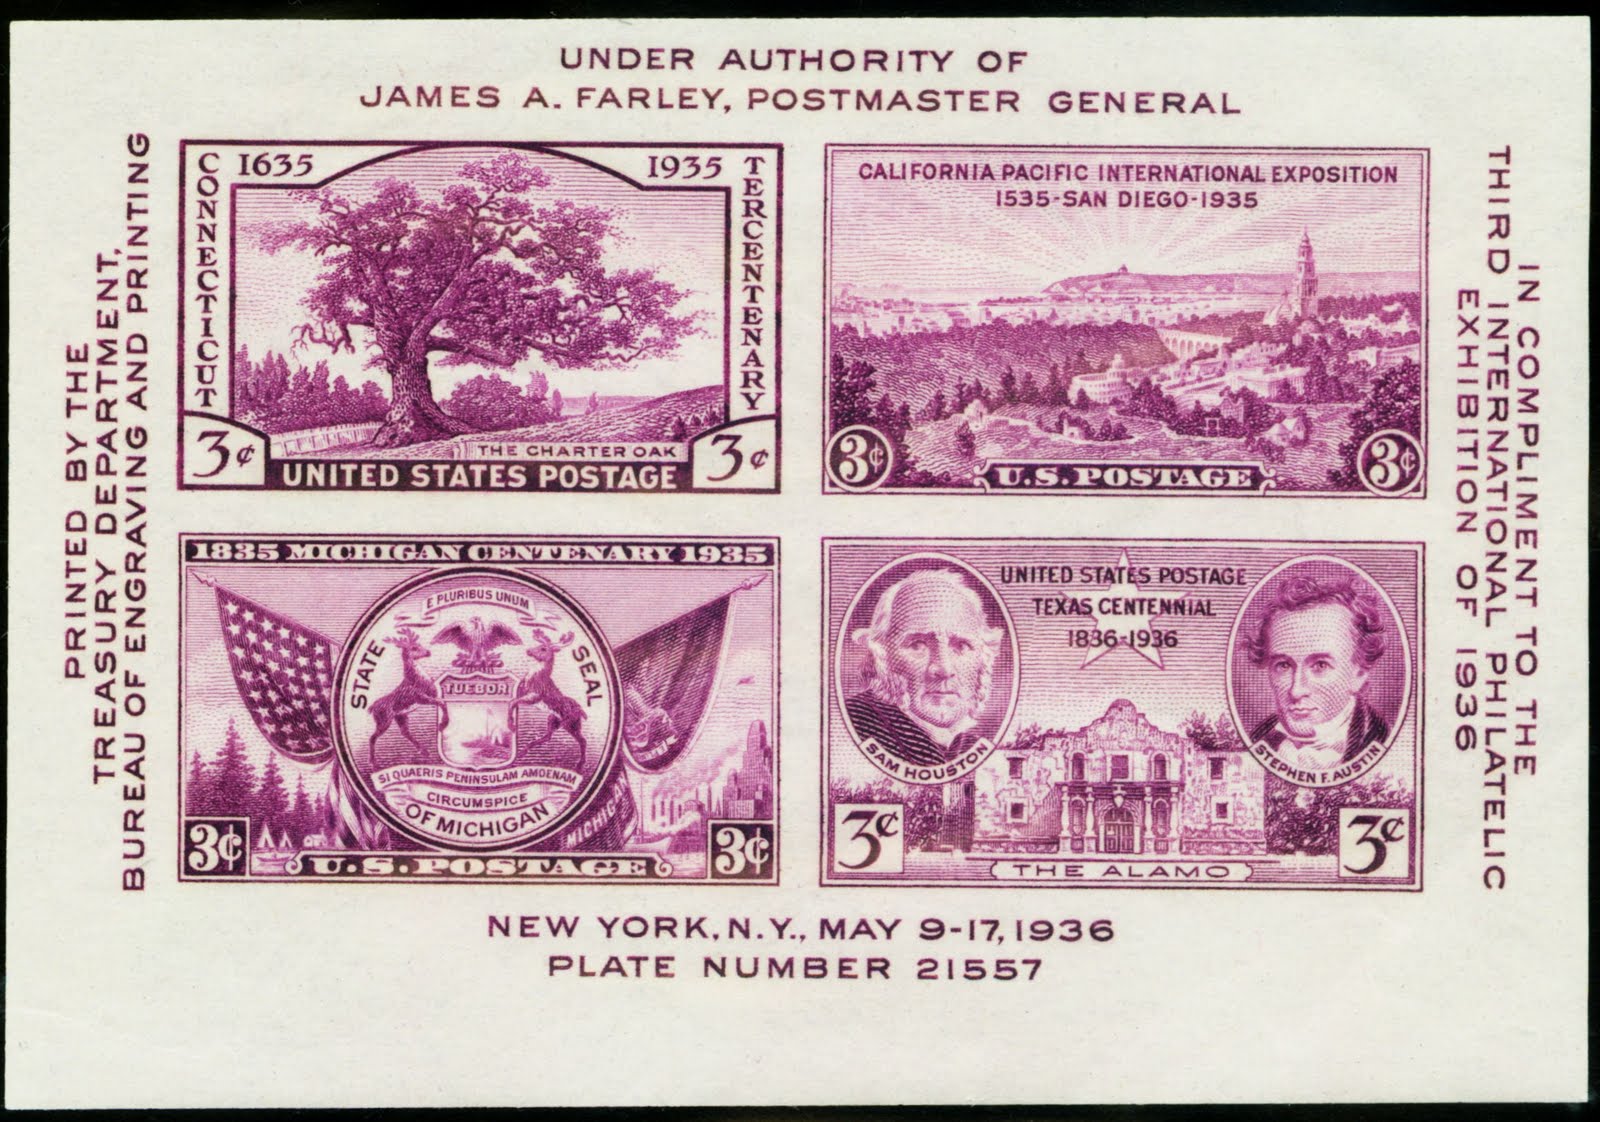 UNDER AUTHORITY OF
JAMES A. FARLEY, POSTMASTER GENERAL
PRINTED BY THE
TREASURY DEPARTMENT,
BUREAU OF ENGRAVING AND PRINTING
CONNECTICUT
1635
1935
TERCENTENARY
3¢
THE CHARTER OAK
3¢
UNITED STATES POSTAGE
CALIFORNIA PACIFIC INTERNATIONAL EXPOSITION
1535-SAN DIEGO-1935
3¢
U.S. POSTAGE
3¢
1835 MICHIGAN CENTENARY 1935
E PLURIBUS UNUM
STATE SEAL
TUEBOR
SI QUAERIS PENINSULAM AMOENAM
CIRCUMSPICE
OF MICHIGAN
MICHIGAN
3¢
U.S. POSTAGE
3¢
UNITED STATES POSTAGE
TEXAS CENTENNIAL
1836-1936
SAM HOUSTON
STEPHEN F. AUSTIN
3¢
THE ALAMO
3¢
IN COMPLIMENT TO THE
THIRD INTERNATIONAL PHILATELIC
EXHIBITION OF 1936
NEW YORK, N.Y., MAY 9-17, 1936
PLATE NUMBER 21557